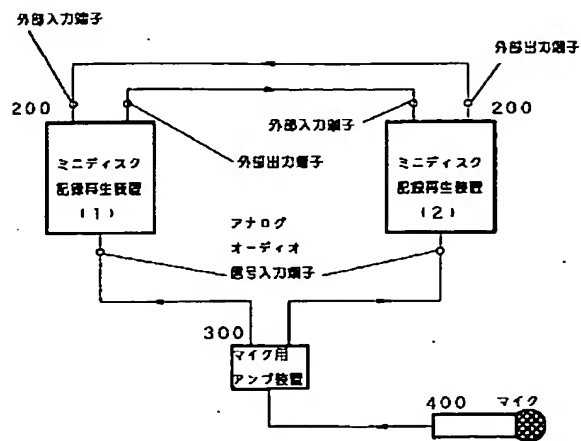 外部入力端子
外部出力端子
200
200
外部入力端子
外部出力端子
ミニディスク
記録再生装置
(1)
ミニディスク
記録再生装置
(2)
アナログ
オーディオ
信号入力端子
300
マイク用
アンプ装置
400
マイク